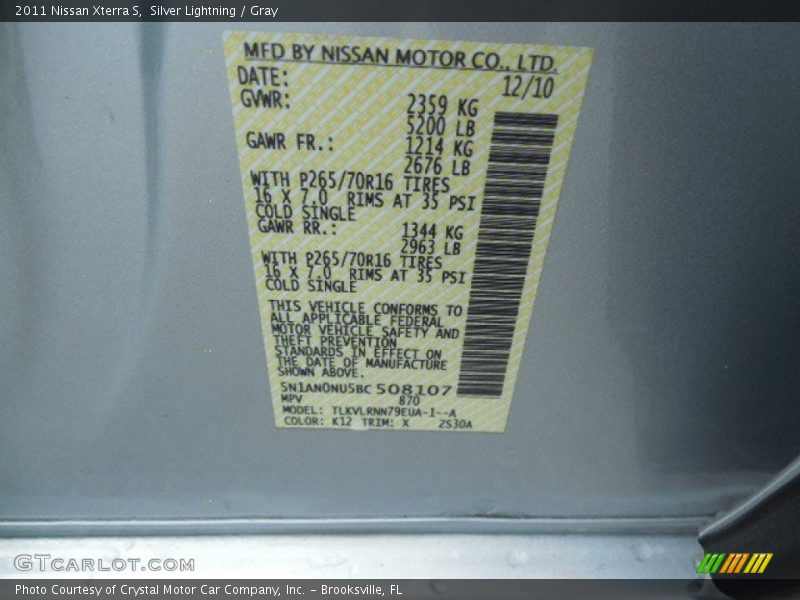 2011 Nissan Xterra S,  Silver Lightning / Gray
MFD BY NISSAN MOTOR CO., LTD.
DATE: 12/10
GVWR: 2359 KG
5200 LB
GAWR FR.: 1214 KG
2676 LB
WITH P265/70R16 TIRES
16 X 7.0 RIMS AT 35 PSI
COLD SINGLE
GAWR RR.: 1344 KG
2963 LB
WITH P265/70R16 TIRES
16 X 7.0 RIMS AT 35 PSI
COLD SINGLE
THIS VEHICLE CONFORMS TO
ALL APPLICABLE FEDERAL
MOTOR VEHICLE SAFETY AND
THEFT PREVENTION
STANDARDS IN EFFECT ON
THE DATE OF MANUFACTURE
SHOWN ABOVE.
5N1AN0NU5BC508107
MPV 870
MODEL: TLKVLRNN79EUA-1--A
COLOR: K12 TRIM: X 2S30A
GTCARLOT.COM
Photo Courtesy of Crystal Motor Car Company, Inc. – Brooksville, FL